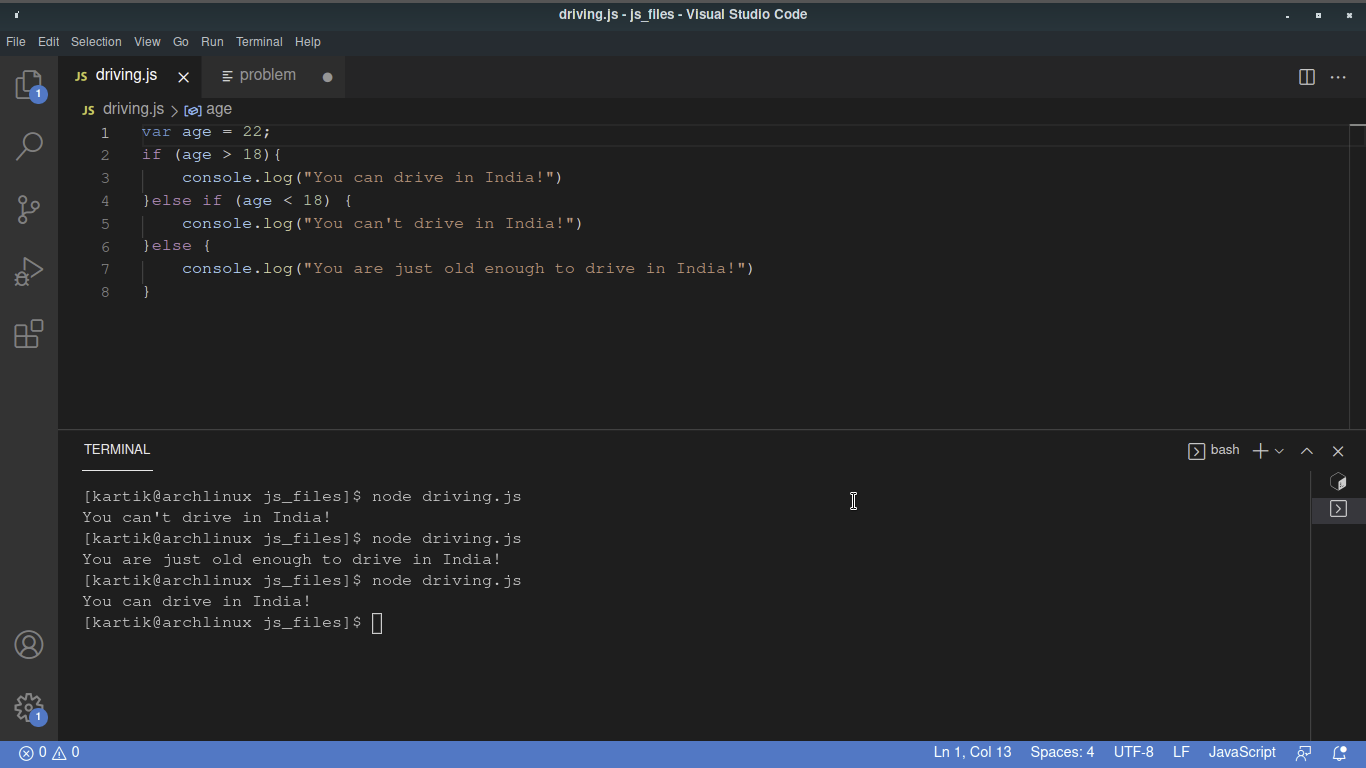 driving.js - js_files - Visual Studio Code
File Edit Selection View Go Run Terminal Help
JS driving.js problem
1
JS driving.js > age
1 var age = 22;
2 if (age > 18){
3     console.log("You can drive in India!")
4 }else if (age < 18) {
5     console.log("You can't drive in India!")
6 }else {
7     console.log("You are just old enough to drive in India!")
8 }
TERMINAL
bash
[kartik@archlinux js_files]$ node driving.js
You can't drive in India!
[kartik@archlinux js_files]$ node driving.js
You are just old enough to drive in India!
[kartik@archlinux js_files]$ node driving.js
You can drive in India!
[kartik@archlinux js_files]$
1
0 0 Ln 1, Col 13 Spaces: 4 UTF-8 LF JavaScript